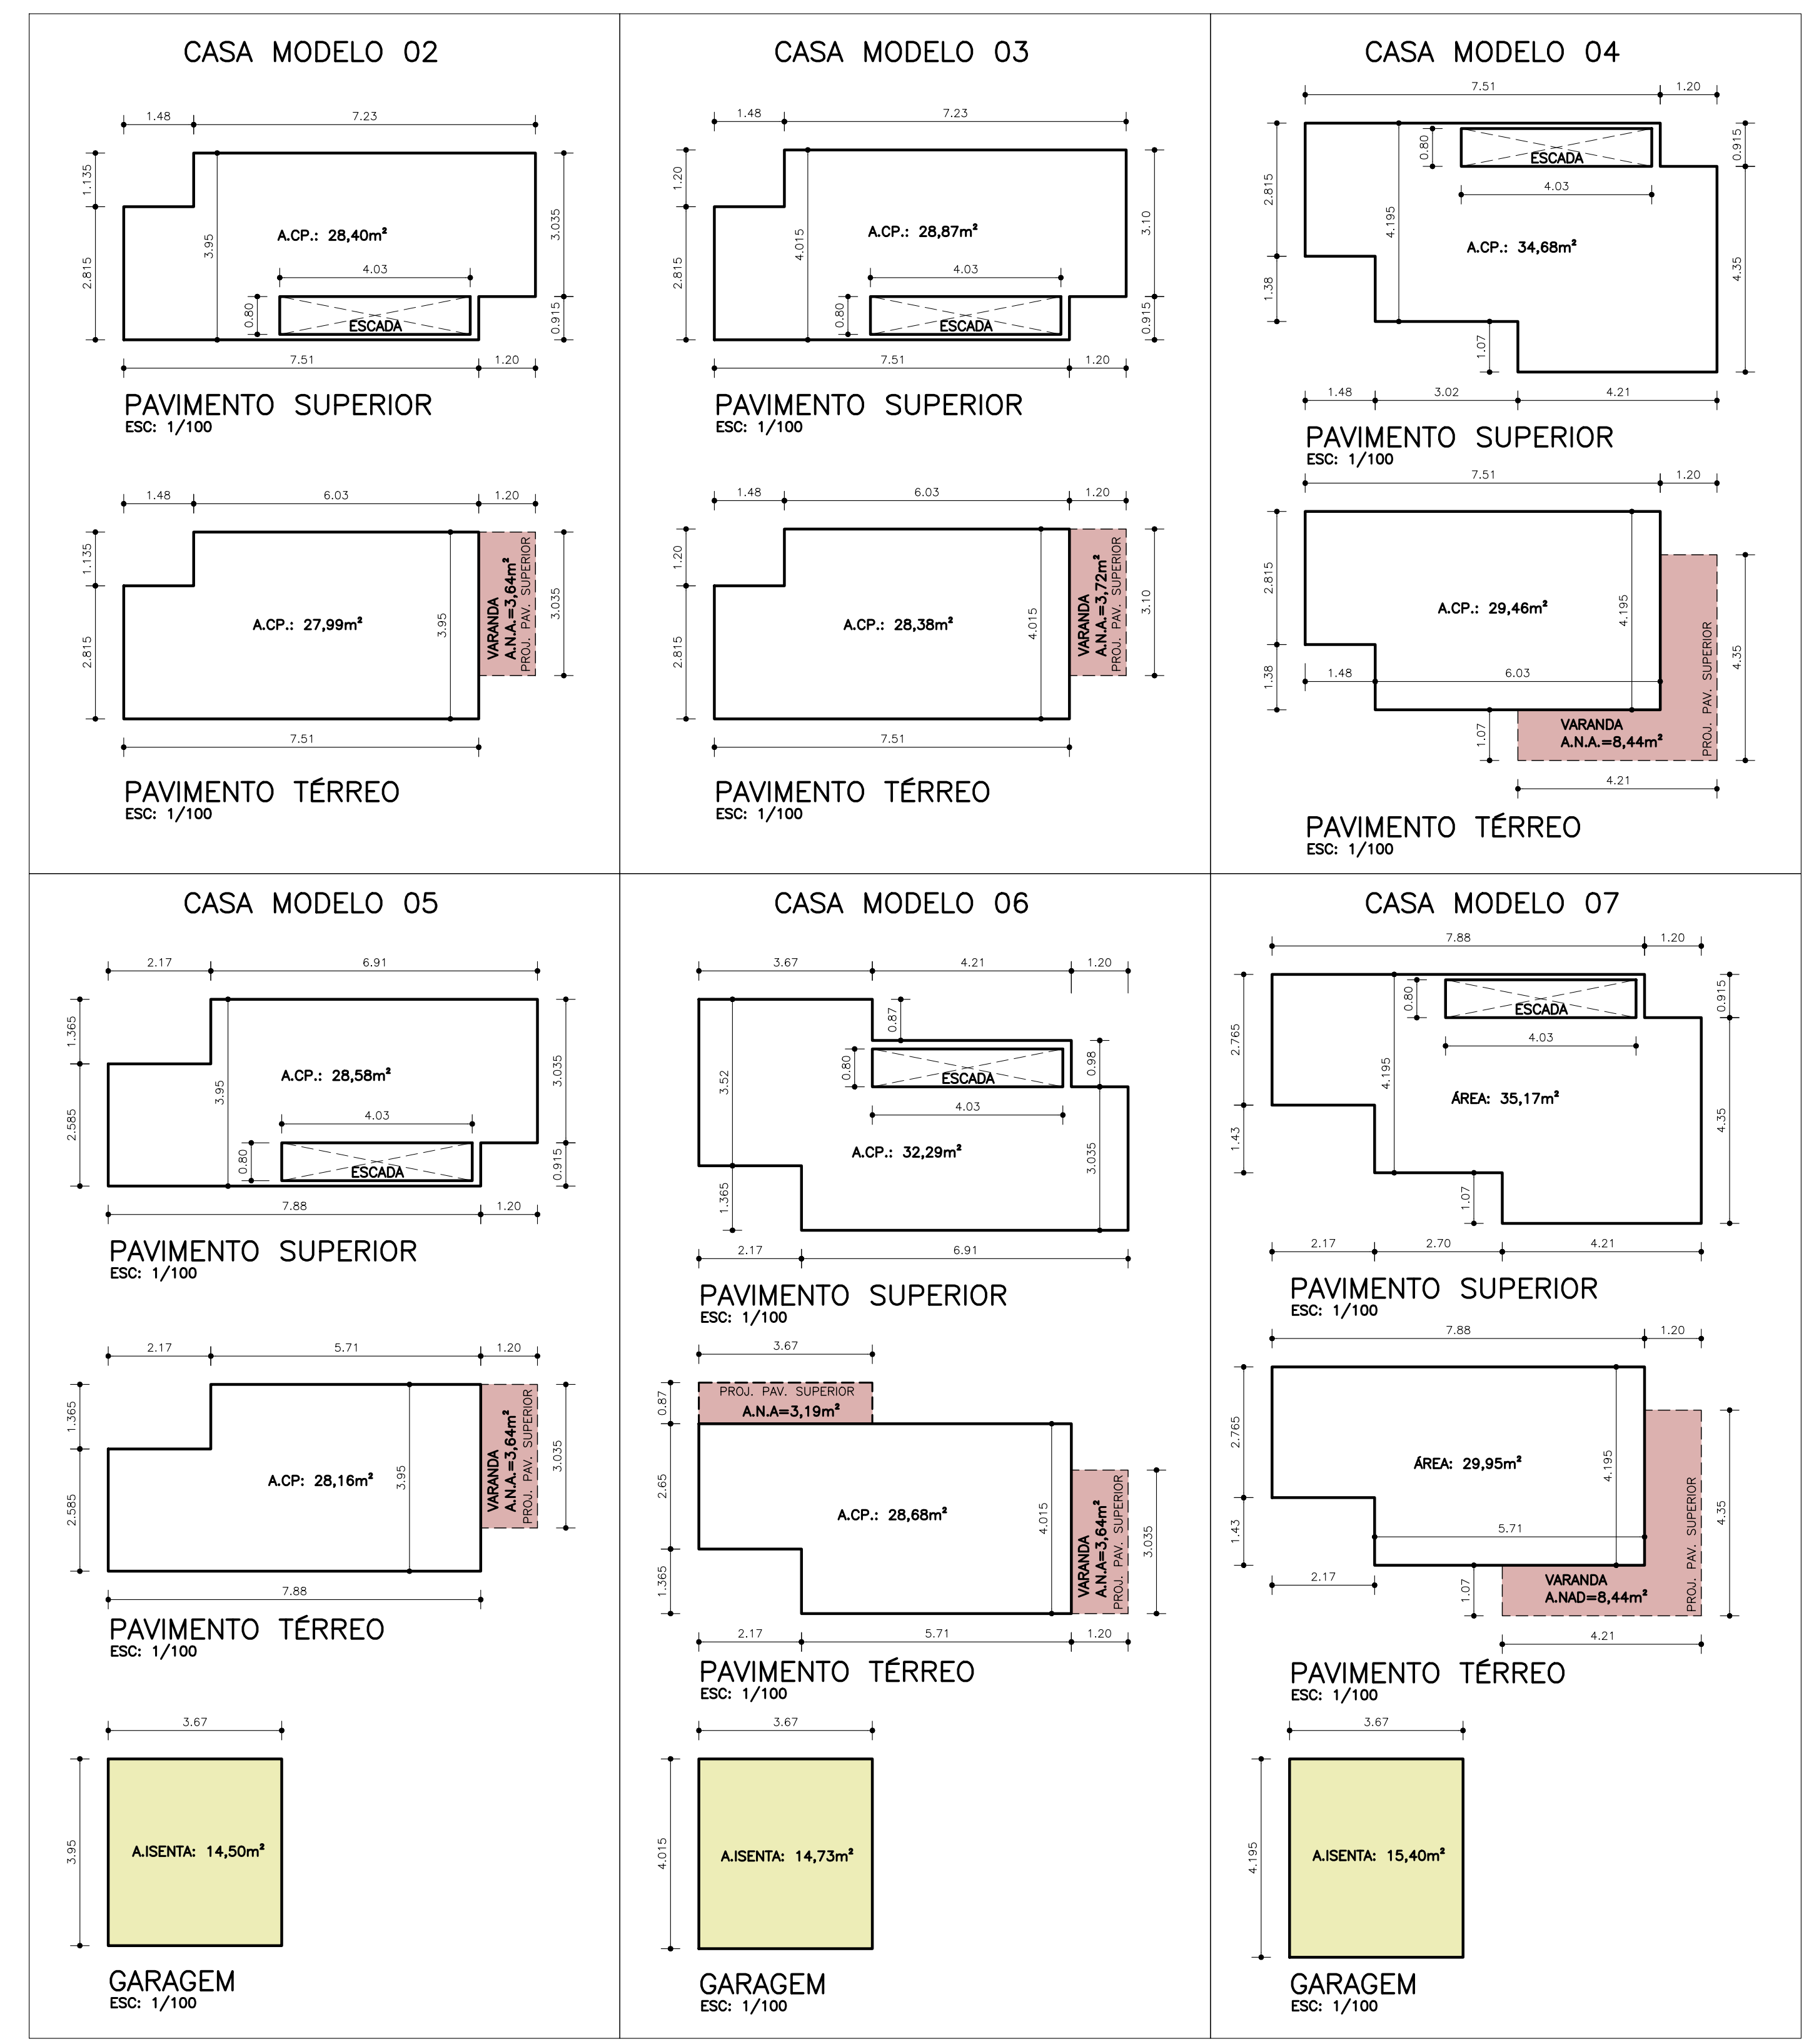 CASA MODELO 02
1.48
7.23
1.135
2.815
3.95
A.CP.: 28,40m²
3.035
4.03
0.80
ESCADA
0.915
7.51
1.20
PAVIMENTO SUPERIOR
ESC: 1/100
1.48
6.03
1.20
1.135
2.815
A.CP.: 27,99m²
3.95
VARANDA
A.N.A.=3,64m²
PROJ. PAV. SUPERIOR
3.035
7.51
PAVIMENTO TÉRREO
ESC: 1/100
CASA MODELO 03
1.48
7.23
1.20
2.815
4.015
A.CP.: 28,87m²
3.10
4.03
0.80
ESCADA
0.915
7.51
1.20
PAVIMENTO SUPERIOR
ESC: 1/100
1.48
6.03
1.20
1.20
2.815
A.CP.: 28,38m²
4.015
VARANDA
A.N.A.=3,72m²
PROJ. PAV. SUPERIOR
3.10
7.51
PAVIMENTO TÉRREO
ESC: 1/100
CASA MODELO 04
7.51
1.20
2.815
1.38
4.195
0.80
ESCADA
4.03
0.915
A.CP.: 34,68m²
4.35
1.07
1.48
3.02
4.21
PAVIMENTO SUPERIOR
ESC: 1/100
7.51
1.20
2.815
1.38
A.CP.: 29,46m²
4.195
1.48
6.03
4.35
1.07
VARANDA
A.N.A.=8,44m²
PROJ. PAV. SUPERIOR
4.21
PAVIMENTO TÉRREO
ESC: 1/100
CASA MODELO 05
2.17
6.91
1.365
2.585
3.95
A.CP.: 28,58m²
3.035
4.03
0.80
ESCADA
0.915
7.88
1.20
PAVIMENTO SUPERIOR
ESC: 1/100
2.17
5.71
1.20
1.365
2.585
A.CP: 28,16m²
3.95
VARANDA
A.N.A.=3,64m²
PROJ. PAV. SUPERIOR
3.035
7.88
PAVIMENTO TÉRREO
ESC: 1/100
3.67
3.95
A.ISENTA: 14,50m²
GARAGEM
ESC: 1/100
CASA MODELO 06
3.67
4.21
1.20
0.87
3.52
0.80
ESCADA
0.98
4.03
A.CP.: 32,29m²
3.035
1.365
2.17
6.91
PAVIMENTO SUPERIOR
ESC: 1/100
3.67
0.87
PROJ. PAV. SUPERIOR
A.N.A=3,19m²
2.65
1.365
A.CP.: 28,68m²
4.015
VARANDA
A.N.A=3,64m²
PROJ. PAV. SUPERIOR
3.035
2.17
5.71
1.20
PAVIMENTO TÉRREO
ESC: 1/100
3.67
4.015
A.ISENTA: 14,73m²
GARAGEM
ESC: 1/100
CASA MODELO 07
7.88
1.20
2.765
1.43
4.195
0.80
ESCADA
4.03
0.915
ÁREA: 35,17m²
4.35
1.07
2.17
2.70
4.21
PAVIMENTO SUPERIOR
ESC: 1/100
7.88
1.20
2.765
1.43
ÁREA: 29,95m²
4.195
5.71
4.35
2.17
1.07
VARANDA
A.NAD=8,44m²
PROJ. PAV. SUPERIOR
4.21
PAVIMENTO TÉRREO
ESC: 1/100
3.67
4.195
A.ISENTA: 15,40m²
GARAGEM
ESC: 1/100